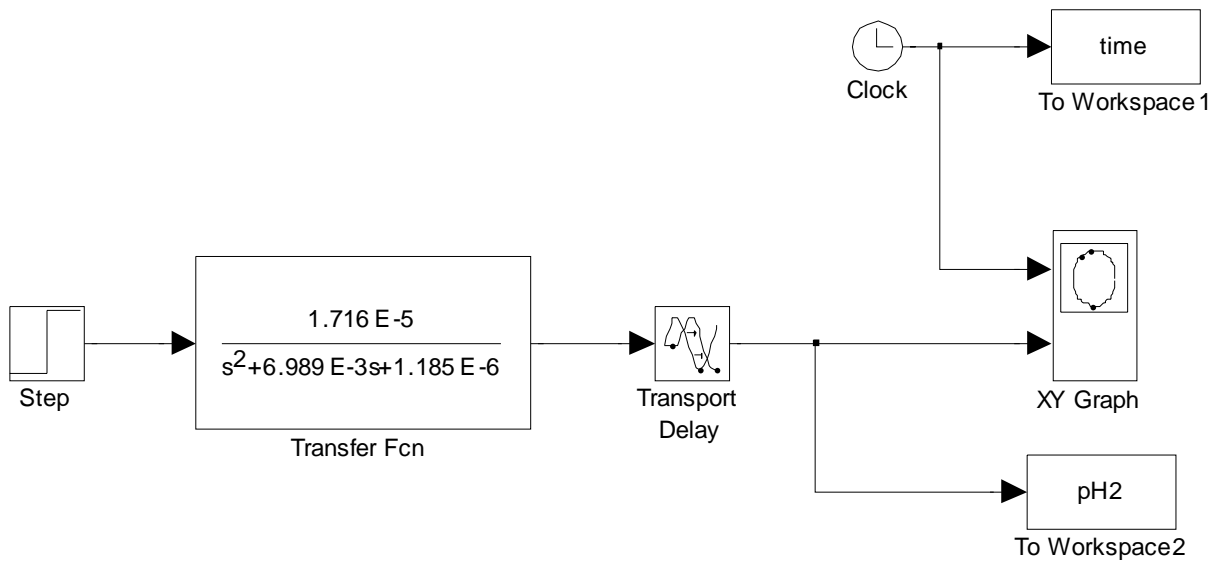 time
Clock
To Workspace1
1.716 E-5
s2+6.989 E-3s+1.185 E-6
Step
Transport
Delay
XY Graph
Transfer Fcn
pH2
To Workspace2